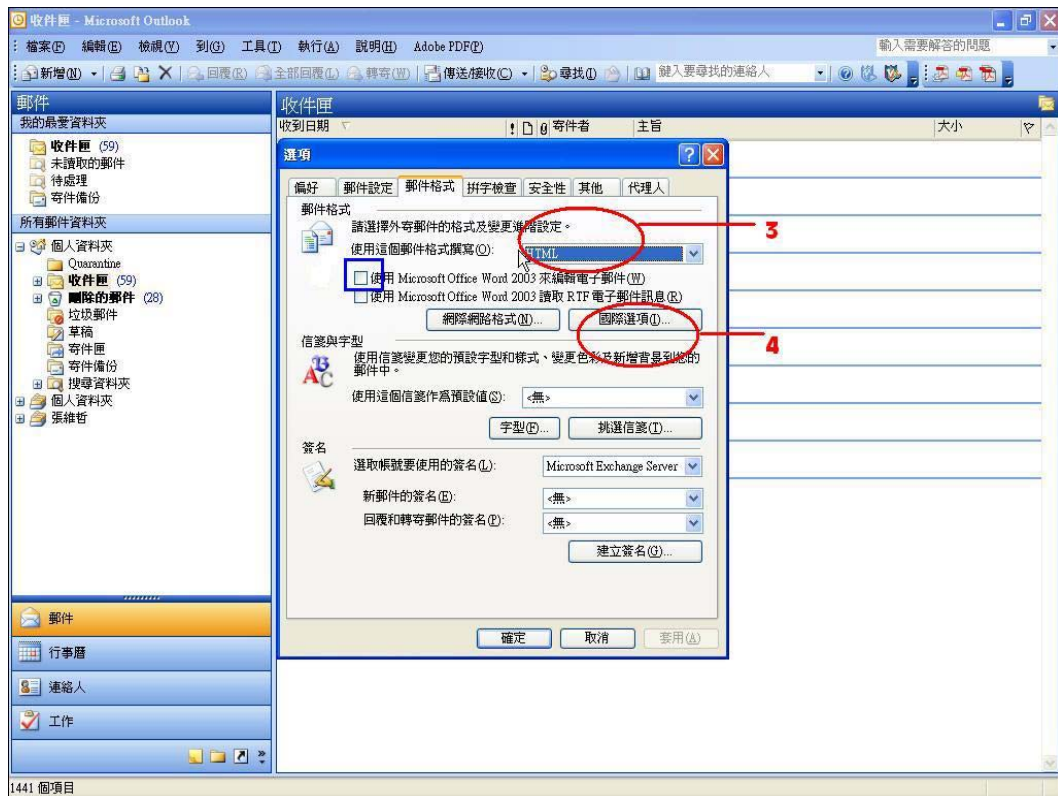 收件匣 - Microsoft Outlook
檔案(F) 編輯(E) 檢視(V) 到(G) 工具(T) 執行(A) 說明(H) Adobe PDF(P) 輸入需要解答的問題
新增(N) 回覆(R) 全部回覆(L) 轉寄(W) 傳送/接收(C) 尋找(I) 鍵入要尋找的連絡人
郵件
我的最愛資料夾
收件匣 (59)
未讀取的郵件
待處理
寄件備份
所有郵件資料夾
個人資料夾
Quarantine
收件匣 (59)
刪除的郵件 (28)
垃圾郵件
草稿
寄件匣
寄件備份
搜尋資料夾
個人資料夾
張維哲
郵件
行事曆
連絡人
工作
收件匣
收到日期 寄件者 主旨 大小
選項
偏好 郵件設定 郵件格式 拼字檢查 安全性 其他 代理人
郵件格式
請選擇外寄郵件的格式及變更進階設定。
3
使用這個郵件格式撰寫(O): HTML
使用 Microsoft Office Word 2003 來編輯電子郵件(W)
使用 Microsoft Office Word 2003 讀取 RTF 電子郵件訊息(R)
網際網路格式(N)... 國際選項(I)...
4
信箋與字型
使用信箋變更您的預設字型和樣式、變更色彩及新增背景到您的
郵件中。
使用這個信箋作為預設值(S): <無>
字型(F)... 挑選信箋(T)...
簽名
選取帳號要使用的簽名(L): Microsoft Exchange Server
新郵件的簽名(E): <無>
回覆和轉寄郵件的簽名(P): <無>
建立簽名(G)...
確定 取消 套用(A)
1441 個項目